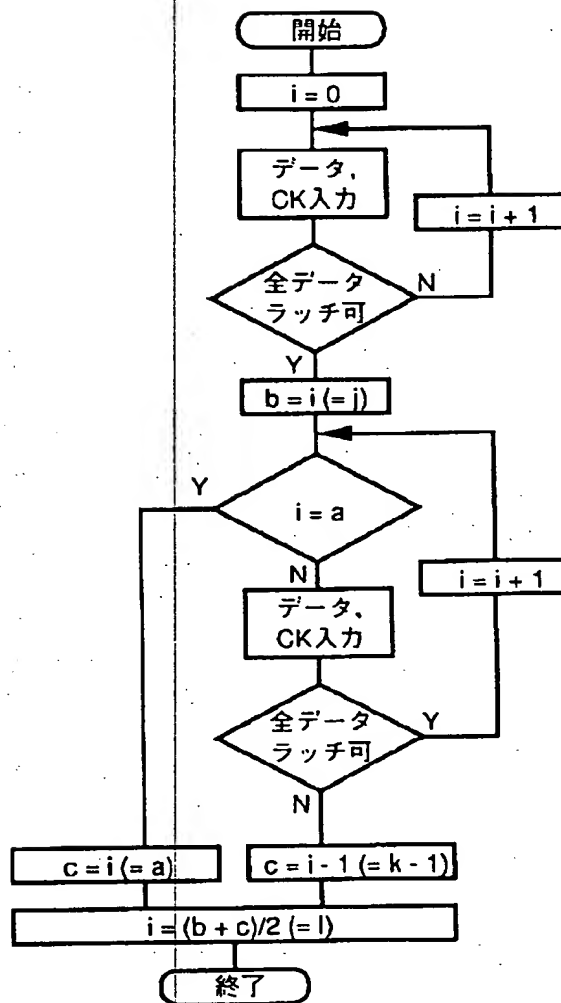 開始
i = 0
データ,
CK入力
i = i + 1
全データ
ラッチ可
N
Y
b = i (= j)
Y
i = a
N
i = i + 1
データ,
CK入力
全データ
ラッチ可
Y
N
c = i (= a)
c = i - 1 (= k - 1)
i = (b + c)/2 (= l)
終了